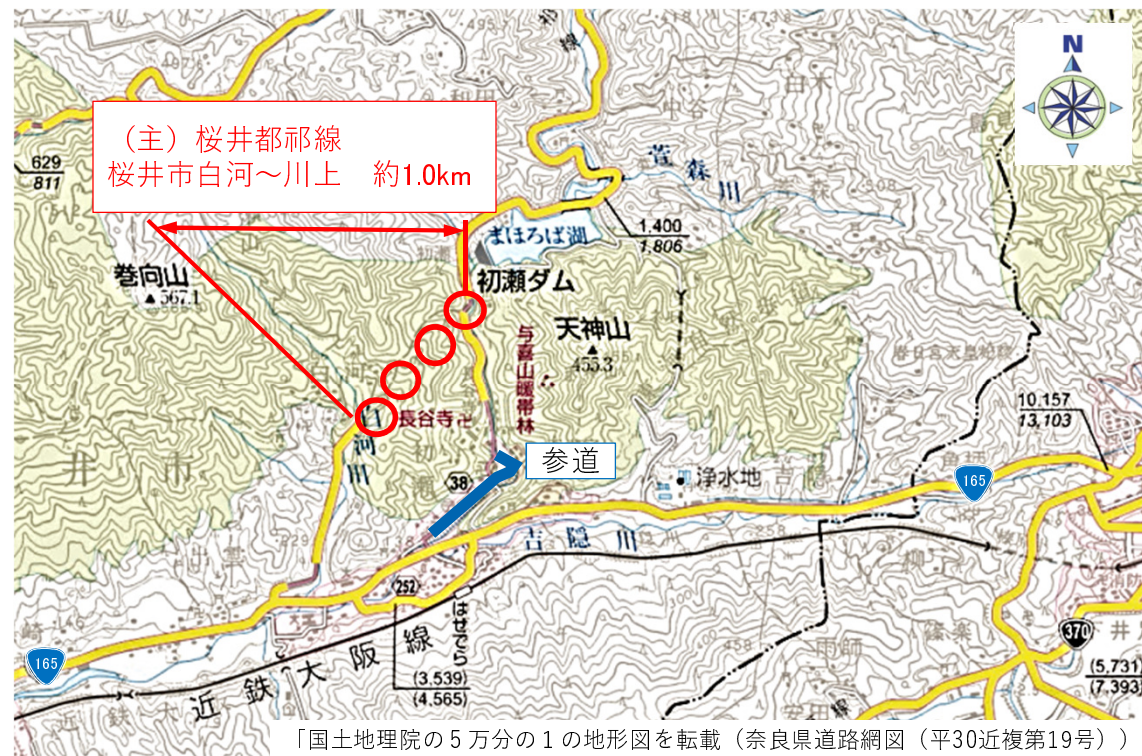 N
(主)桜井都祁線
桜井市白河～川上 約1.0km
629
811
菅森川
1.400
1,806
まほろば湖
初瀬ダム
巻向山
▲567.1
天神山
455.3
与喜山暖帯林
長谷寺
白河川
参道
38
浄水地
10.157
13,103
165
吉隠川
252
はせでら
近鉄大阪線
(3.539)
(4.565)
165
370
(5.731)
(7.393)
「国土地理院の５万分の１の地形図を転載（奈良県道路網図（平30近複第19号））